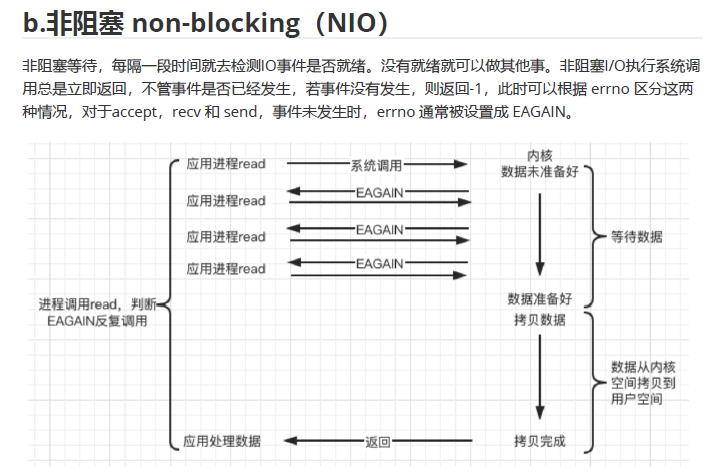 b.非阻塞 non-blocking（NIO）
非阻塞等待，每隔一段时间就去检测IO事件是否就绪。没有就绪就可以做其他事。非阻塞I/O执行系统调
用总是立即返回，不管事件是否已经发生，若事件没有发生，则返回-1，此时可以根据 errno 区分这两
种情况，对于accept，recv 和 send，事件未发生时，errno 通常被设置成 EAGAIN。
应用进程read
系统调用
内核
数据未准备好
应用进程read
EAGAIN
应用进程read
EAGAIN
等待数据
应用进程read
EAGAIN
进程调用read，判断
EAGAIN反复调用
数据准备好
拷贝数据
数据从内核
空间拷贝到
用户空间
应用处理数据
返回
拷贝完成